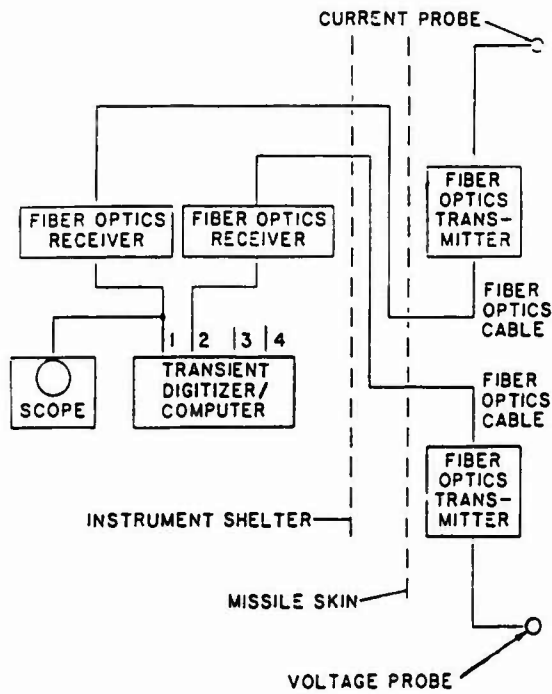 CURRENT PROBE
FIBER
OPTICS
TRANS-
MITTER
FIBER OPTICS
RECEIVER
FIBER OPTICS
RECEIVER
FIBER
OPTICS
CABLE
1 2 3 4
SCOPE
TRANSIENT
DIGITIZER/
COMPUTER
FIBER
OPTICS
CABLE
FIBER
OPTICS
TRANS-
MITTER
INSTRUMENT SHELTER
MISSILE SKIN
VOLTAGE PROBE